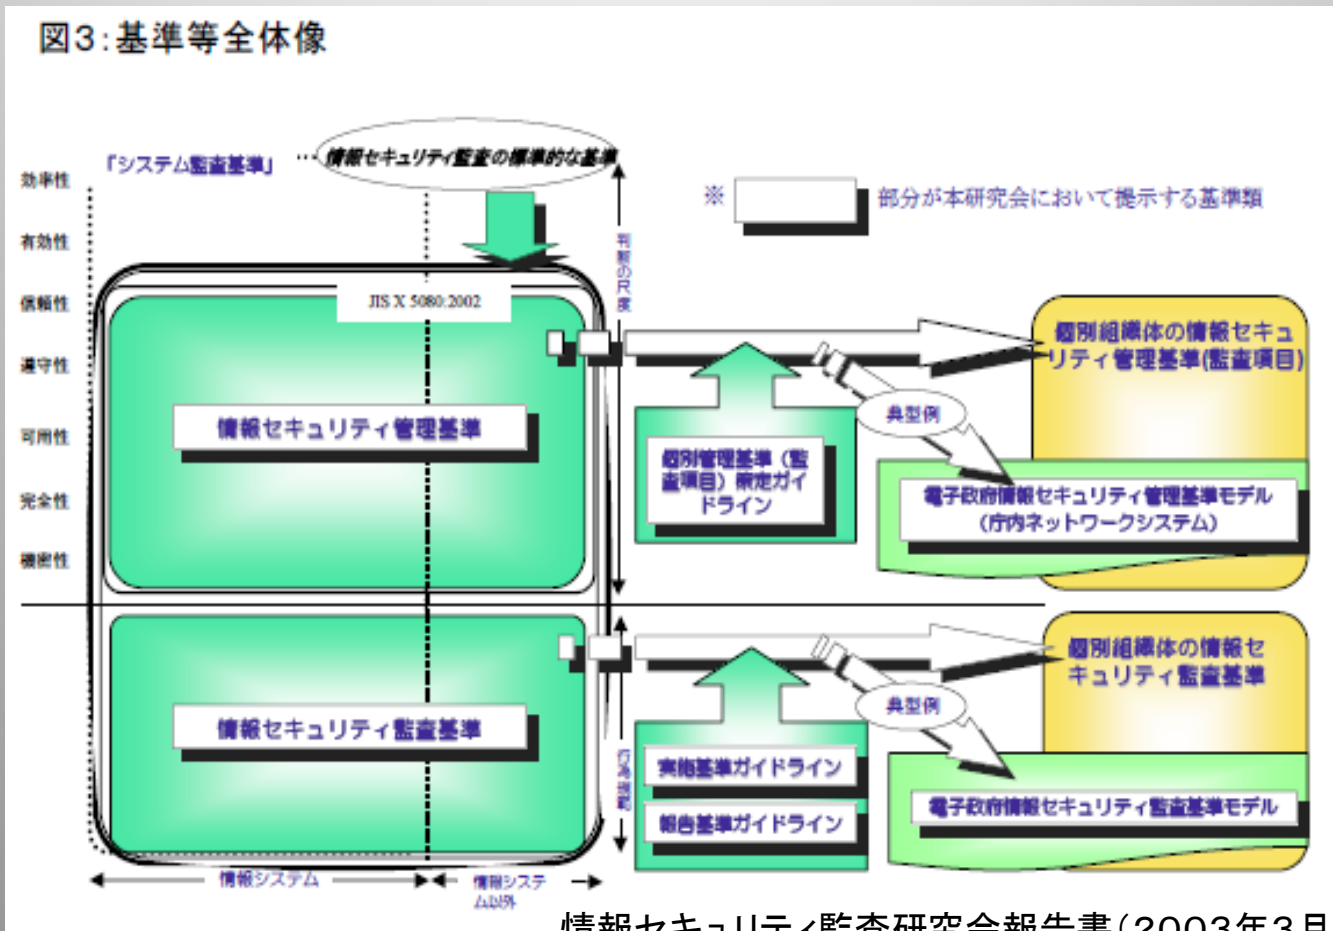 図3:基準等全体像
「システム監査基準」
…情報セキュリティ監査の標準的な基準
※ 部分が本研究会において提示する基準類
効率性
有効性
信頼性
遵守性
可用性
完全性
機密性
判断の尺度
JIS X 5080:2002
情報セキュリティ管理基準
個別管理基準(監
査項目)策定ガイ
ドライン
個別組織体の情報セキュ
リティ管理基準(監査項目)
典型例
電子政府情報セキュリティ管理基準モデル
(庁内ネットワークシステム)
情報セキュリティ監査基準
行為規範
実施基準ガイドライン
報告基準ガイドライン
個別組織体の情報セ
キュリティ監査基準
典型例
電子政府情報セキュリティ監査基準モデル
情報システム
情報システ
ム以外
情報セキュリティ監査研究会報告書(2003年3月